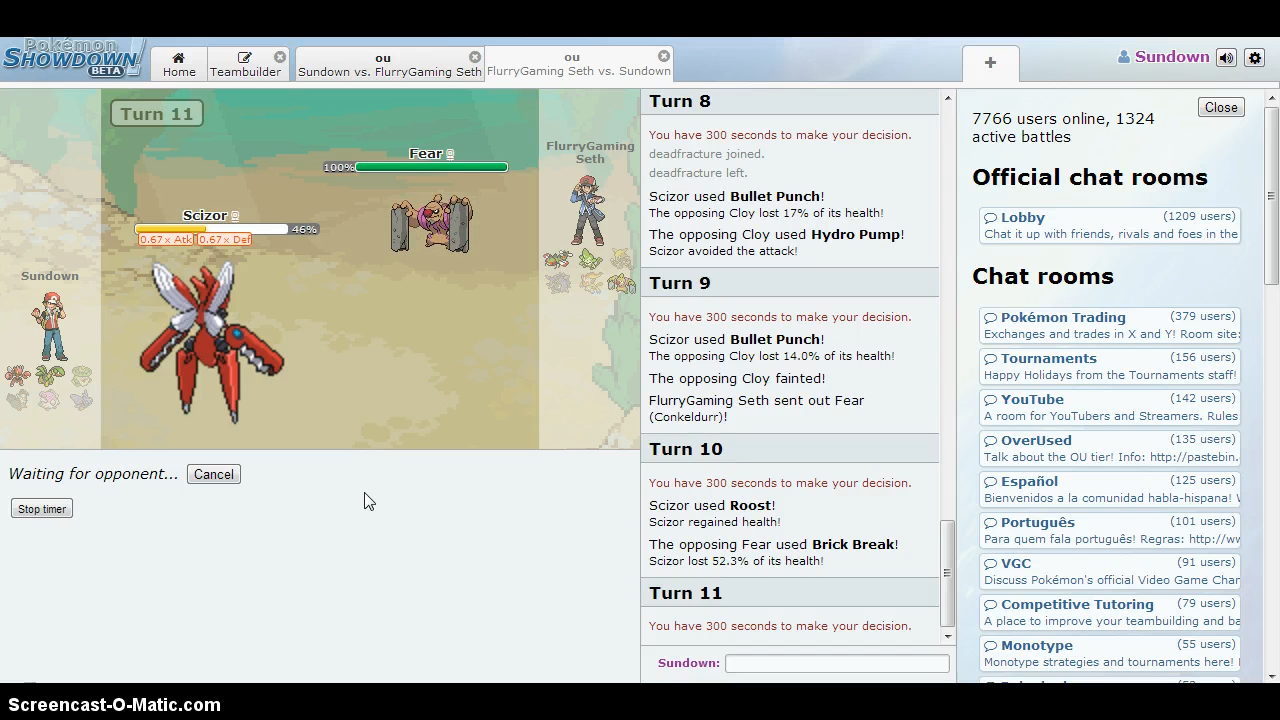 Pokémon
SHOWDOWN
BETA
Home
Teambuilder
ou
Sundown vs. FlurryGaming Seth
ou
FlurryGaming Seth vs. Sundown
+
Sundown
Turn 11
Fear
100%
Scizor
46%
0.67× Atk 0.67× Def
Sundown
FlurryGaming
Seth
Waiting for opponent... Cancel
Stop timer
Turn 8
You have 300 seconds to make your decision.
deadfracture joined.
deadfracture left.
Scizor used Bullet Punch!
The opposing Cloy lost 17% of its health!
The opposing Cloy used Hydro Pump!
Scizor avoided the attack!
Turn 9
You have 300 seconds to make your decision.
Scizor used Bullet Punch!
The opposing Cloy lost 14.0% of its health!
The opposing Cloy fainted!
FlurryGaming Seth sent out Fear
(Conkeldurr)!
Turn 10
You have 300 seconds to make your decision.
Scizor used Roost!
Scizor regained health!
The opposing Fear used Brick Break!
Scizor lost 52.3% of its health!
Turn 11
You have 300 seconds to make your decision.
Sundown:
Close
7766 users online, 1324
active battles
Official chat rooms
Lobby (1209 users)
Chat it up with friends, rivals and foes in the
Chat rooms
Pokémon Trading (379 users)
Exchanges and trades in X and Y! Room site:
Tournaments (156 users)
Happy Holidays from the Tournaments staff!
YouTube (142 users)
A room for YouTubers and Streamers. Rules
OverUsed (135 users)
Talk about the OU tier! Info: http://pastebin.
Español (125 users)
Bienvenidos a la comunidad habla-hispana!
Português (101 users)
Para quem fala português! Regras: http://ww
VGC (91 users)
Discuss Pokémon's official Video Game Char
Competitive Tutoring (79 users)
A place to improve your teambuilding and ba
Monotype (55 users)
Monotype strategies and tournaments here!
Screencast-O-Matic.com